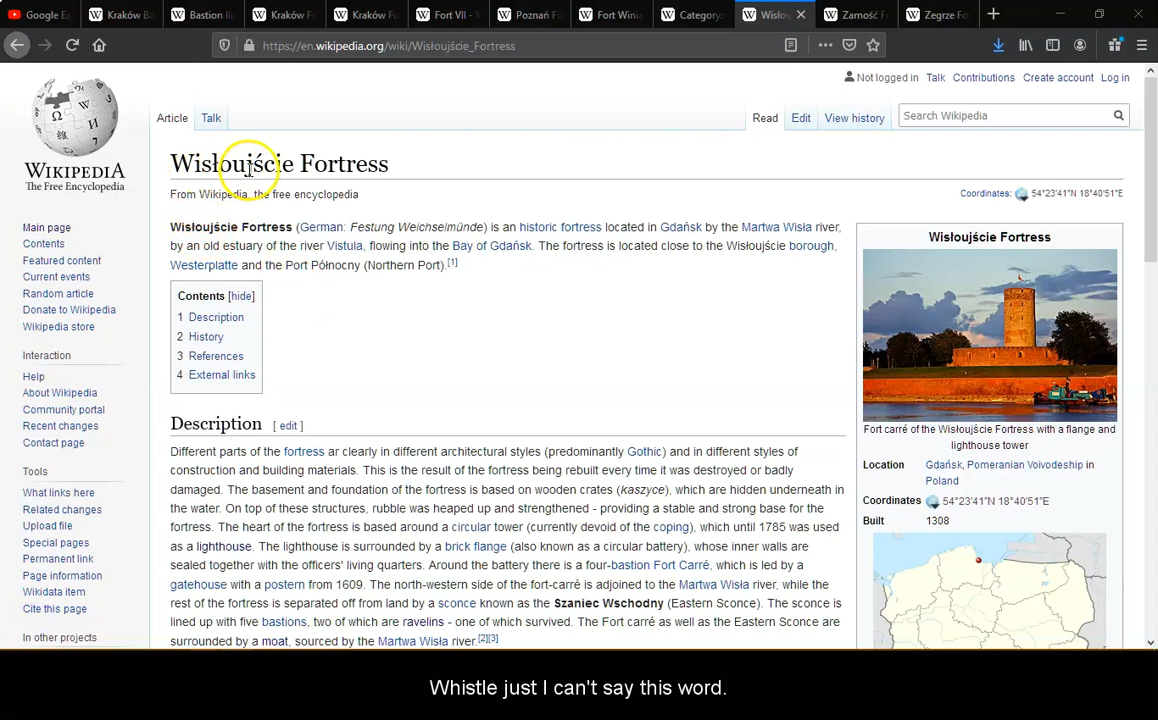 Google Ea
Kraków Ba
Bastion III
Kraków Fo
Kraków Fo
Fort VII - W
Poznań Fo
Fort Winia
Category:
Wisłou
Zamość F
Zegrze Fo
https://en.wikipedia.org/wiki/Wisłoujście_Fortress
Not logged in Talk Contributions Create account Log in
Article Talk Read Edit View history Search Wikipedia
WIKIPEDIA
The Free Encyclopedia
Wisłoujście Fortress
From Wikipedia, the free encyclopedia
Coordinates: 54°23′41″N 18°40′51″E
Wisłoujście Fortress (German: Festung Weichselmünde) is an historic fortress located in Gdańsk by the Martwa Wisła river,
by an old estuary of the river Vistula, flowing into the Bay of Gdańsk. The fortress is located close to the Wisłoujście borough,
Westerplatte and the Port Północny (Northern Port).[1]
Contents [hide]
1 Description
2 History
3 References
4 External links
Description [ edit ]
Different parts of the fortress ar clearly in different architectural styles (predominantly Gothic) and in different styles of
construction and building materials. This is the result of the fortress being rebuilt every time it was destroyed or badly
damaged. The basement and foundation of the fortress is based on wooden crates (kaszyce), which are hidden underneath in
the water. On top of these structures, rubble was heaped up and strengthened - providing a stable and strong base for the
fortress. The heart of the fortress is based around a circular tower (currently devoid of the coping), which until 1785 was used
as a lighthouse. The lighthouse is surrounded by a brick flange (also known as a circular battery), whose inner walls are
sealed together with the officers' living quarters. Around the battery there is a four-bastion Fort Carré, which is led by a
gatehouse with a postern from 1609. The north-western side of the fort-carré is adjoined to the Martwa Wisła river, while the
rest of the fortress is separated off from land by a sconce known as the Szaniec Wschodny (Eastern Sconce). The sconce is
lined up with five bastions, two of which are ravelins - one of which survived. The Fort carré as well as the Eastern Sconce are
surrounded by a moat, sourced by the Martwa Wisła river.[2][3]
Main page
Contents
Featured content
Current events
Random article
Donate to Wikipedia
Wikipedia store
Interaction
Help
About Wikipedia
Community portal
Recent changes
Contact page
Tools
What links here
Related changes
Upload file
Special pages
Permanent link
Page information
Wikidata item
Cite this page
In other projects
Wisłoujście Fortress
Fort carré of the Wisłoujście Fortress with a flange and
lighthouse tower
Location Gdańsk, Pomeranian Voivodeship in
Poland
Coordinates 54°23′41″N 18°40′51″E
Built 1308
Whistle just I can't say this word.